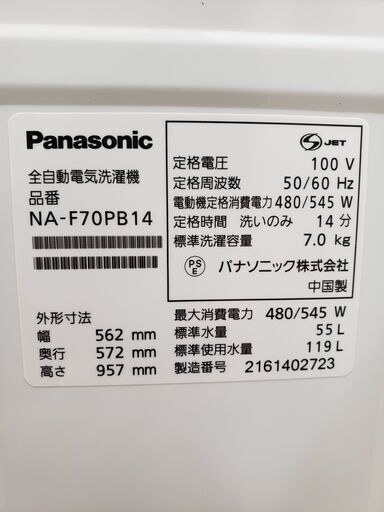 Panasonic
全自動電気洗濯機
品番
NA-F70PB14
外形寸法
幅 562 mm
奥行 572 mm
高さ 957 mm
S JET
定格電圧 100 V
定格周波数 50/60 Hz
電動機定格消費電力 480/545 W
定格時間 洗いのみ 14 分
標準洗濯容量 7.0 kg
PS
E
パナソニック株式会社
中国製
最大消費電力 480/545 W
標準水量 55 L
標準使用水量 119 L
製造番号 2161402723